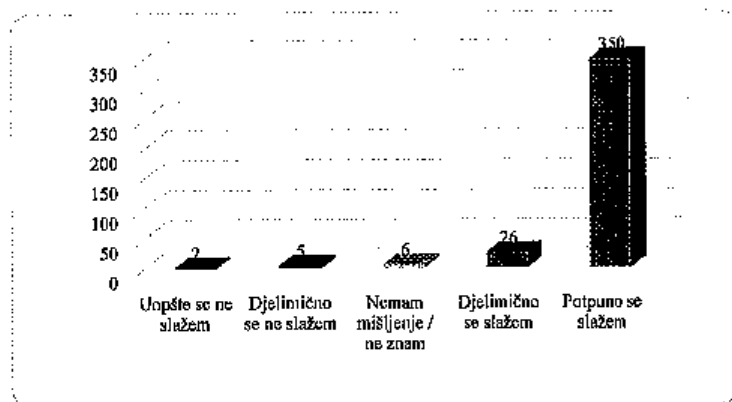 350
350
300
250
200
150
100
50
0
2
5
6
26
Uopšte se ne
slažem
Djelimično
se ne slažem
Nemam
mišljenje /
ne znam
Djelimično
se slažem
Potpuno se
slažem